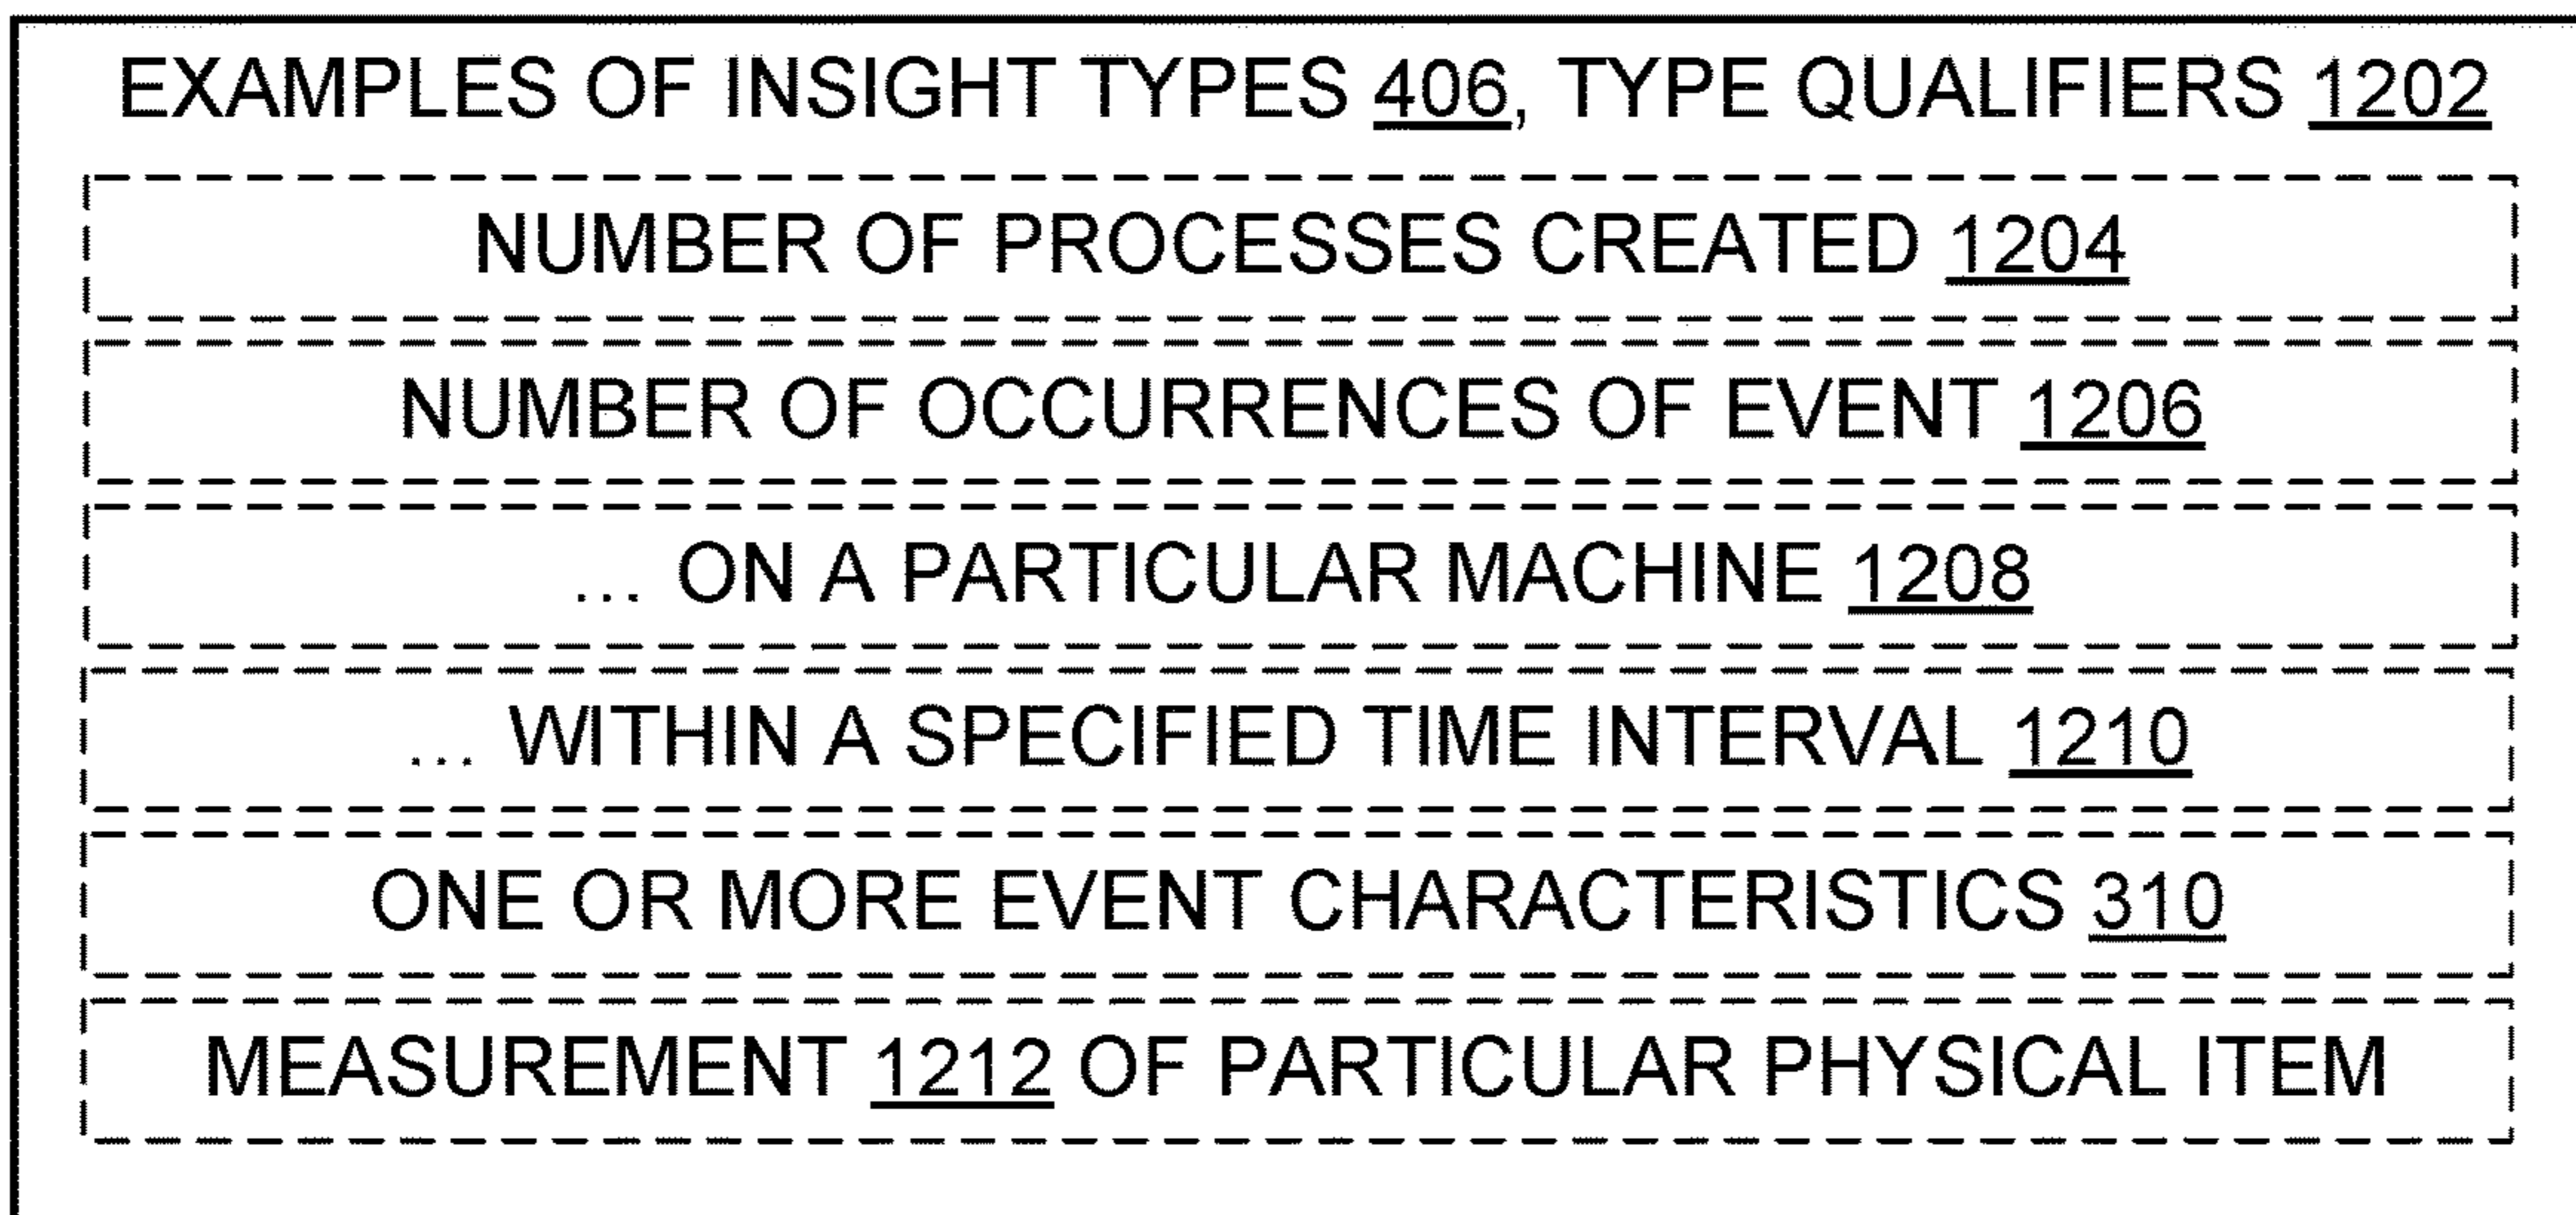 EXAMPLES OF INSIGHT TYPES 406, TYPE QUALIFIERS 1202
NUMBER OF PROCESSES CREATED 1204
NUMBER OF OCCURRENCES OF EVENT 1206
... ON A PARTICULAR MACHINE 1208
... WITHIN A SPECIFIED TIME INTERVAL 1210
ONE OR MORE EVENT CHARACTERISTICS 310
MEASUREMENT 1212 OF PARTICULAR PHYSICAL ITEM